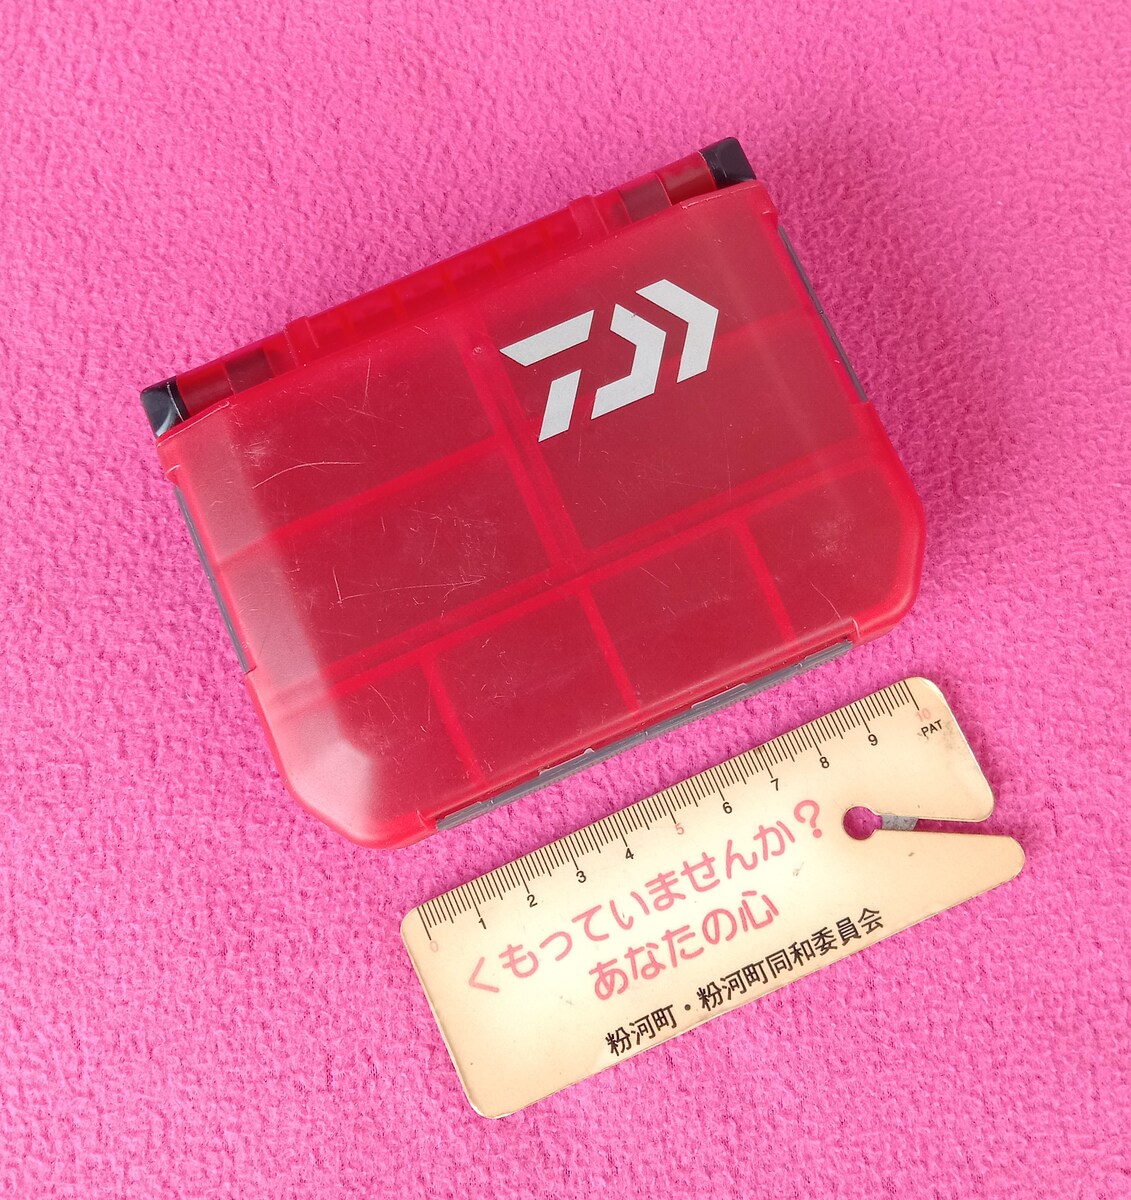 0 1 2 3 4 5 6 7 8 9 10
PAT
くもっていませんか？
あなたの心
粉河町・粉河町同和委員会